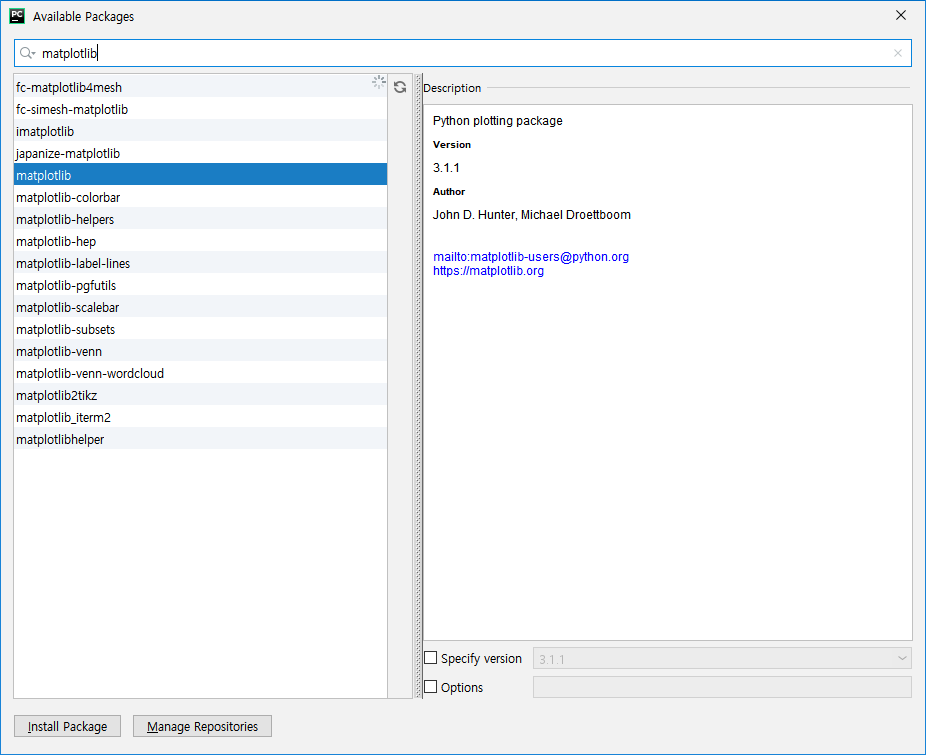 PC Available Packages
matplotlib
fc-matplotlib4mesh
fc-simesh-matplotlib
imatplotlib
japanize-matplotlib
matplotlib
matplotlib-colorbar
matplotlib-helpers
matplotlib-hep
matplotlib-label-lines
matplotlib-pgfutils
matplotlib-scalebar
matplotlib-subsets
matplotlib-venn
matplotlib-venn-wordcloud
matplotlib2tikz
matplotlib_iterm2
matplotlibhelper
Description
Python plotting package
Version
3.1.1
Author
John D. Hunter, Michael Droettboom
mailto:matplotlib-users@python.org
https://matplotlib.org
Specify version 3.1.1
Options
Install Package Manage Repositories